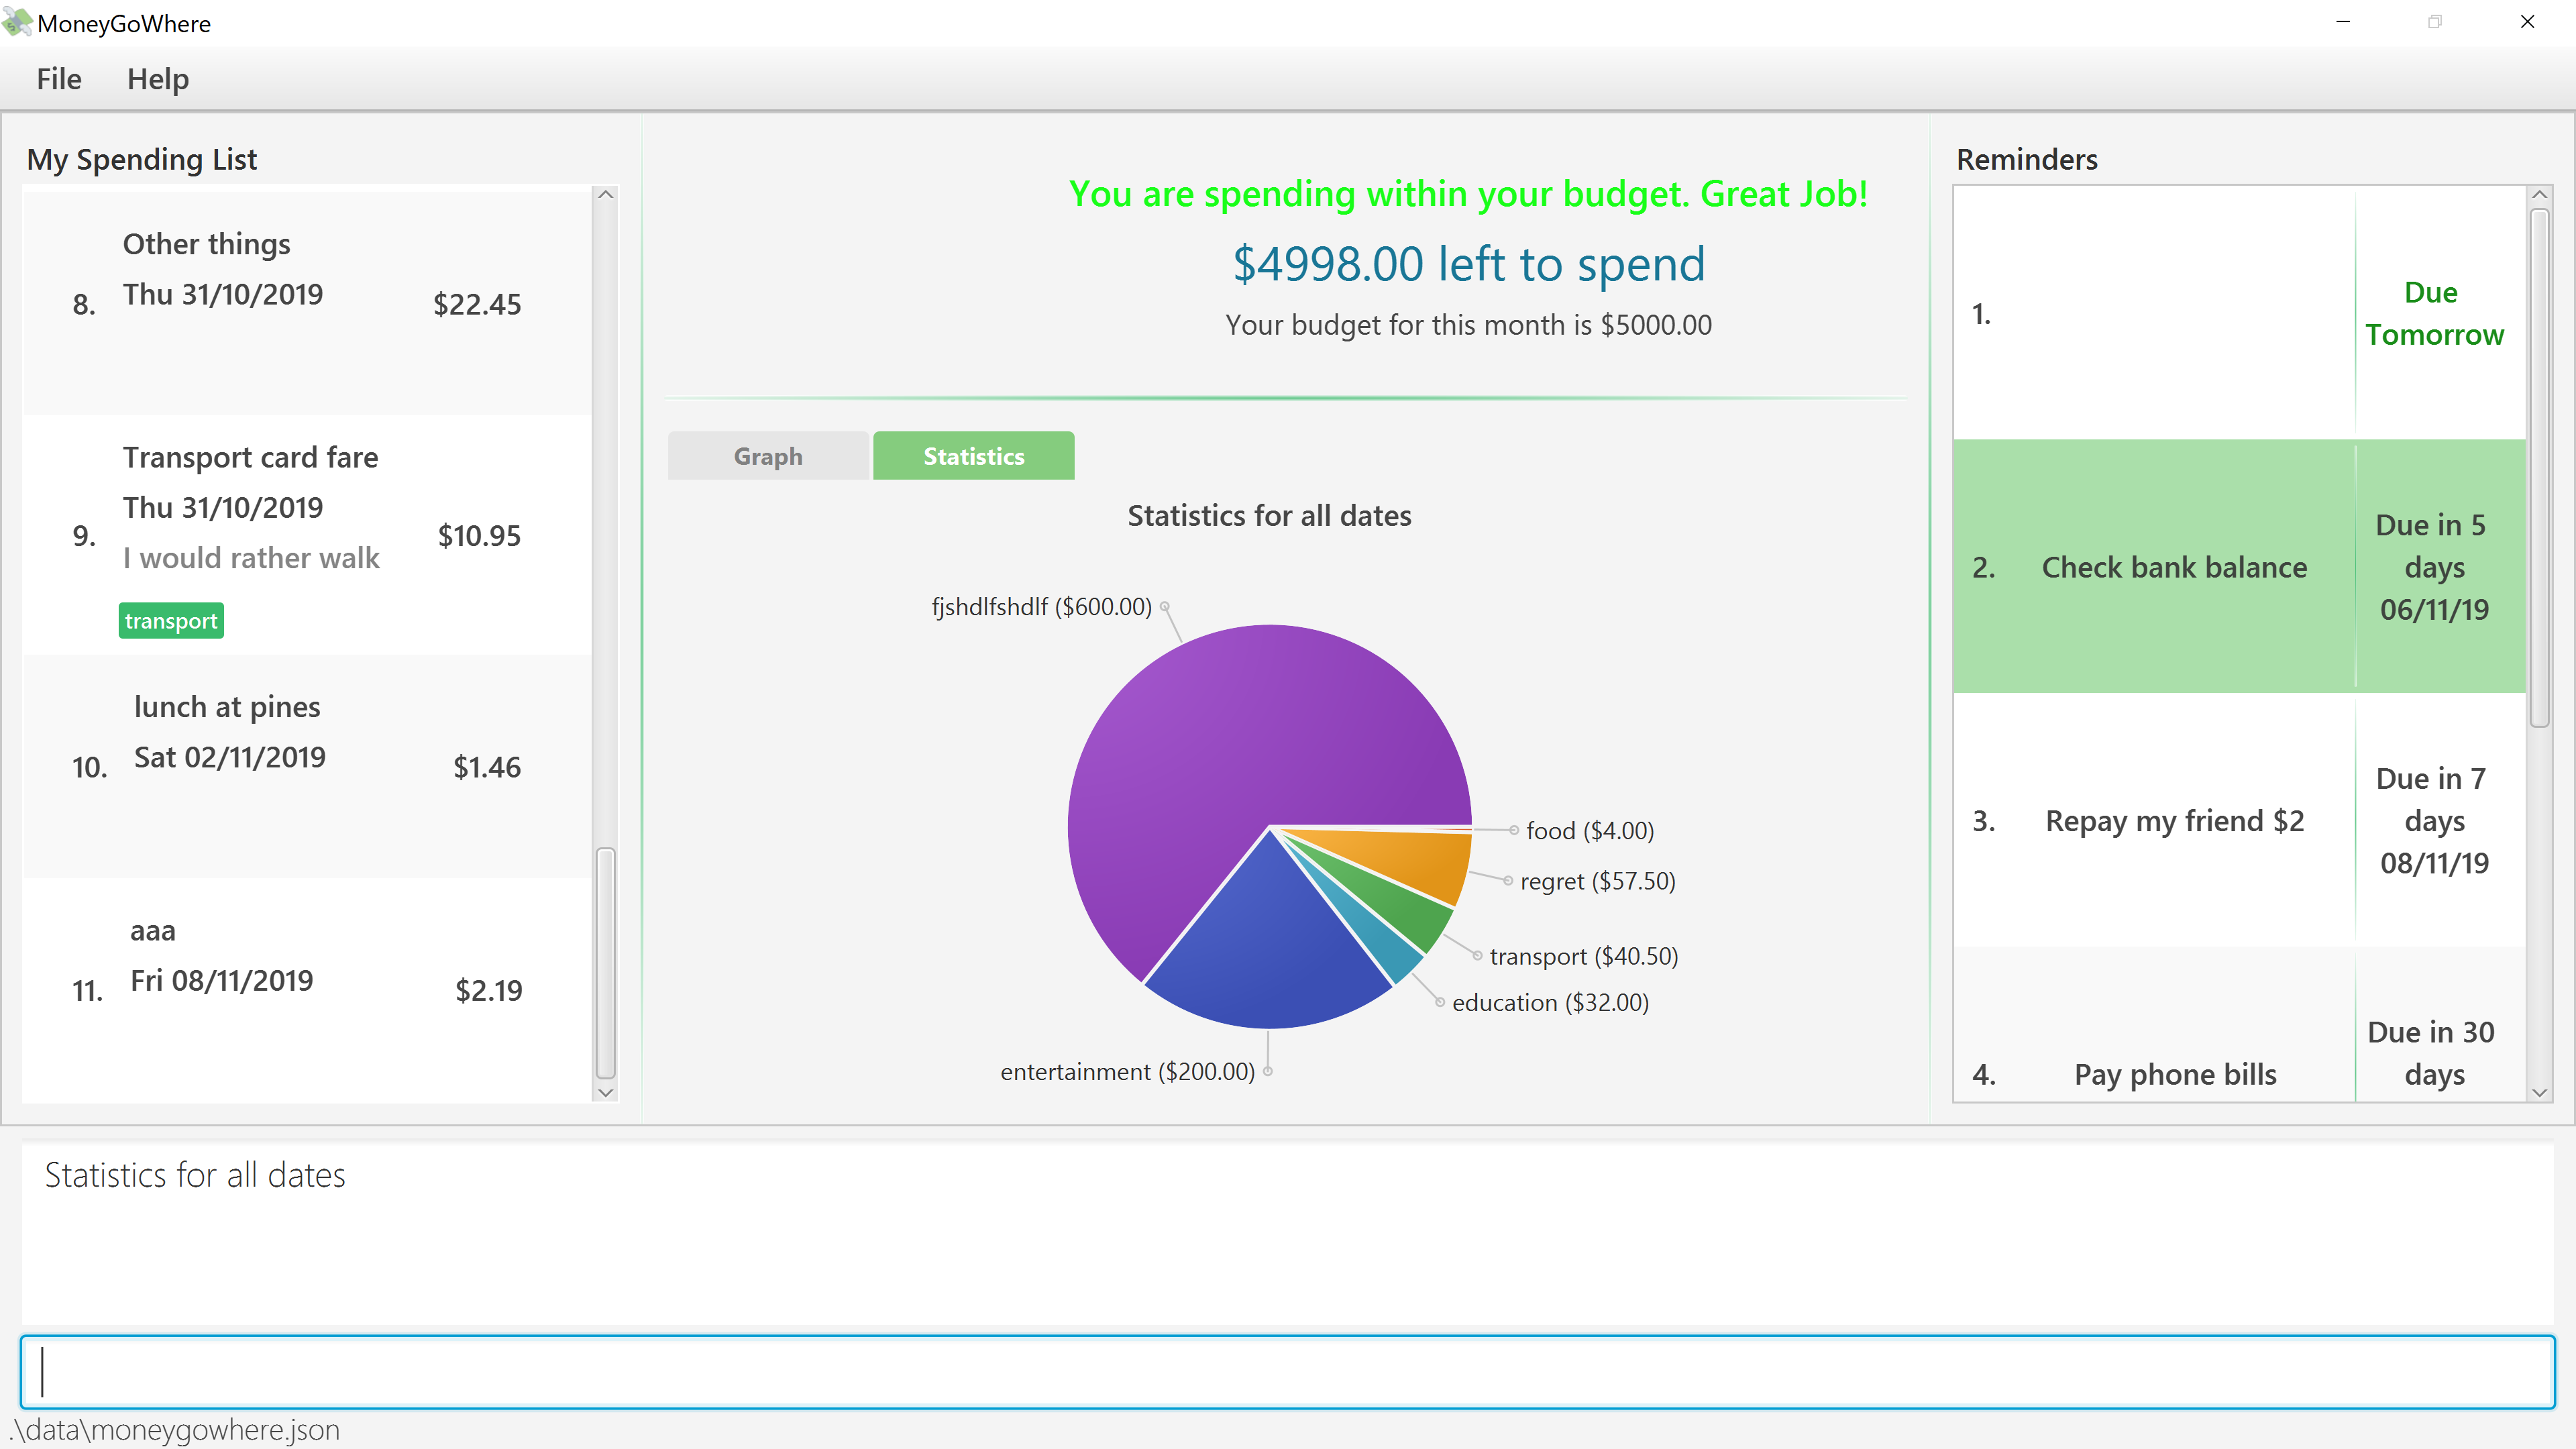 MoneyGoWhere
File Help
My Spending List
8.
Other things
Thu 31/10/2019
$22.45
9.
Transport card fare
Thu 31/10/2019
I would rather walk
transport
$10.95
10.
lunch at pines
Sat 02/11/2019
$1.46
11.
aaa
Fri 08/11/2019
$2.19
You are spending within your budget. Great Job!
$4998.00 left to spend
Your budget for this month is $5000.00
Graph Statistics
Statistics for all dates
fjshdlfshdlf ($600.00)
food ($4.00)
regret ($57.50)
transport ($40.50)
education ($32.00)
entertainment ($200.00)
Reminders
1.
Due
Tomorrow
2. Check bank balance
Due in 5
days
06/11/19
3. Repay my friend $2
Due in 7
days
08/11/19
4. Pay phone bills
Due in 30
days
Statistics for all dates
.\data\moneygowhere.json